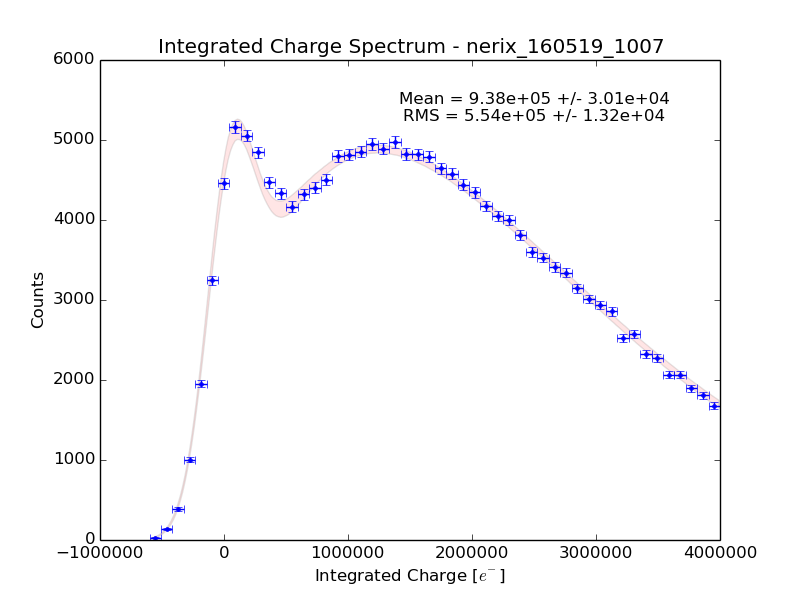 Integrated Charge Spectrum - nerix_160519_1007
6000
Mean = 9.38e+05 +/- 3.01e+04
RMS = 5.54e+05 +/- 1.32e+04
5000
4000
Counts
3000
2000
1000
0
−1000000 0 1000000 2000000 3000000 4000000
Integrated Charge [e⁻]